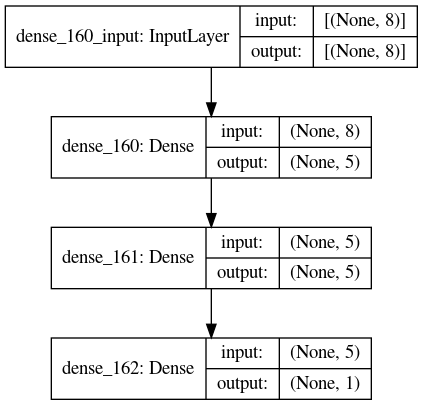 dense_160_input: InputLayer
input:
[(None, 8)]
output:
[(None, 8)]
dense_160: Dense
input:
(None, 8)
output:
(None, 5)
dense_161: Dense
input:
(None, 5)
output:
(None, 5)
dense_162: Dense
input:
(None, 5)
output:
(None, 1)